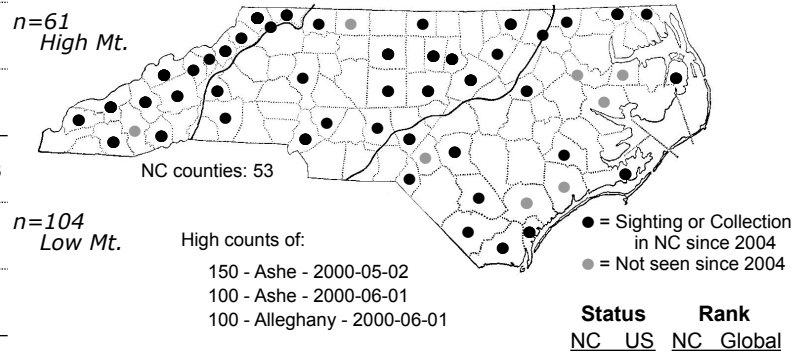 n=61
High Mt.
NC counties: 53
n=104
Low Mt.
High counts of:
150 - Ashe - 2000-05-02
100 - Ashe - 2000-06-01
100 - Alleghany - 2000-06-01
= Sighting or Collection
in NC since 2004
= Not seen since 2004
Status Rank
NC US NC Global